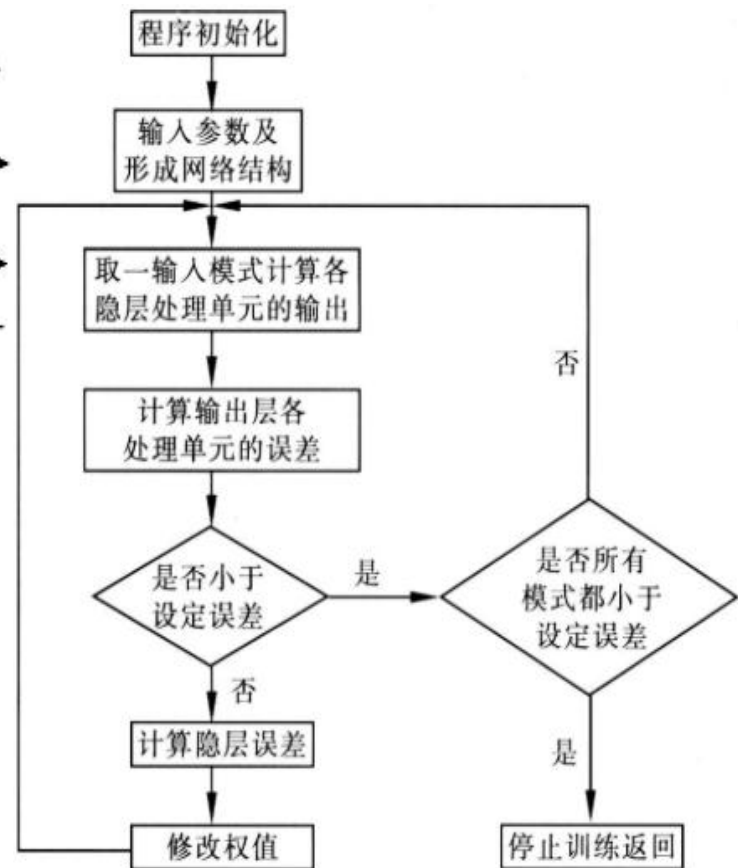 程序初始化
输入参数及
形成网络结构
取一输入模式计算各
隐层处理单元的输出
否
计算输出层各
处理单元的误差
是否小于
设定误差
是
是否所有
模式都小于
设定误差
否
计算隐层误差
是
修改权值
停止训练返回